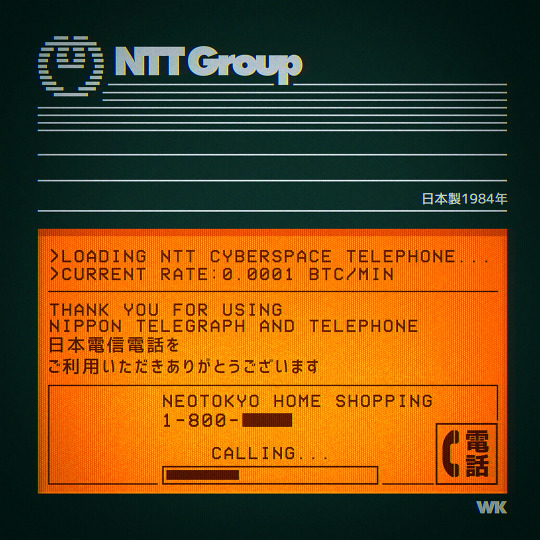 NTT Group
日本製1984年
>LOADING NTT CYBERSPACE TELEPHONE...
>CURRENT RATE:0.0001 BTC/MIN
THANK YOU FOR USING
NIPPON TELEGRAPH AND TELEPHONE
日本電信電話を
ご利用いただきありがとうございます
NEOTOKYO HOME SHOPPING
1-800-
CALLING...
電話
WK